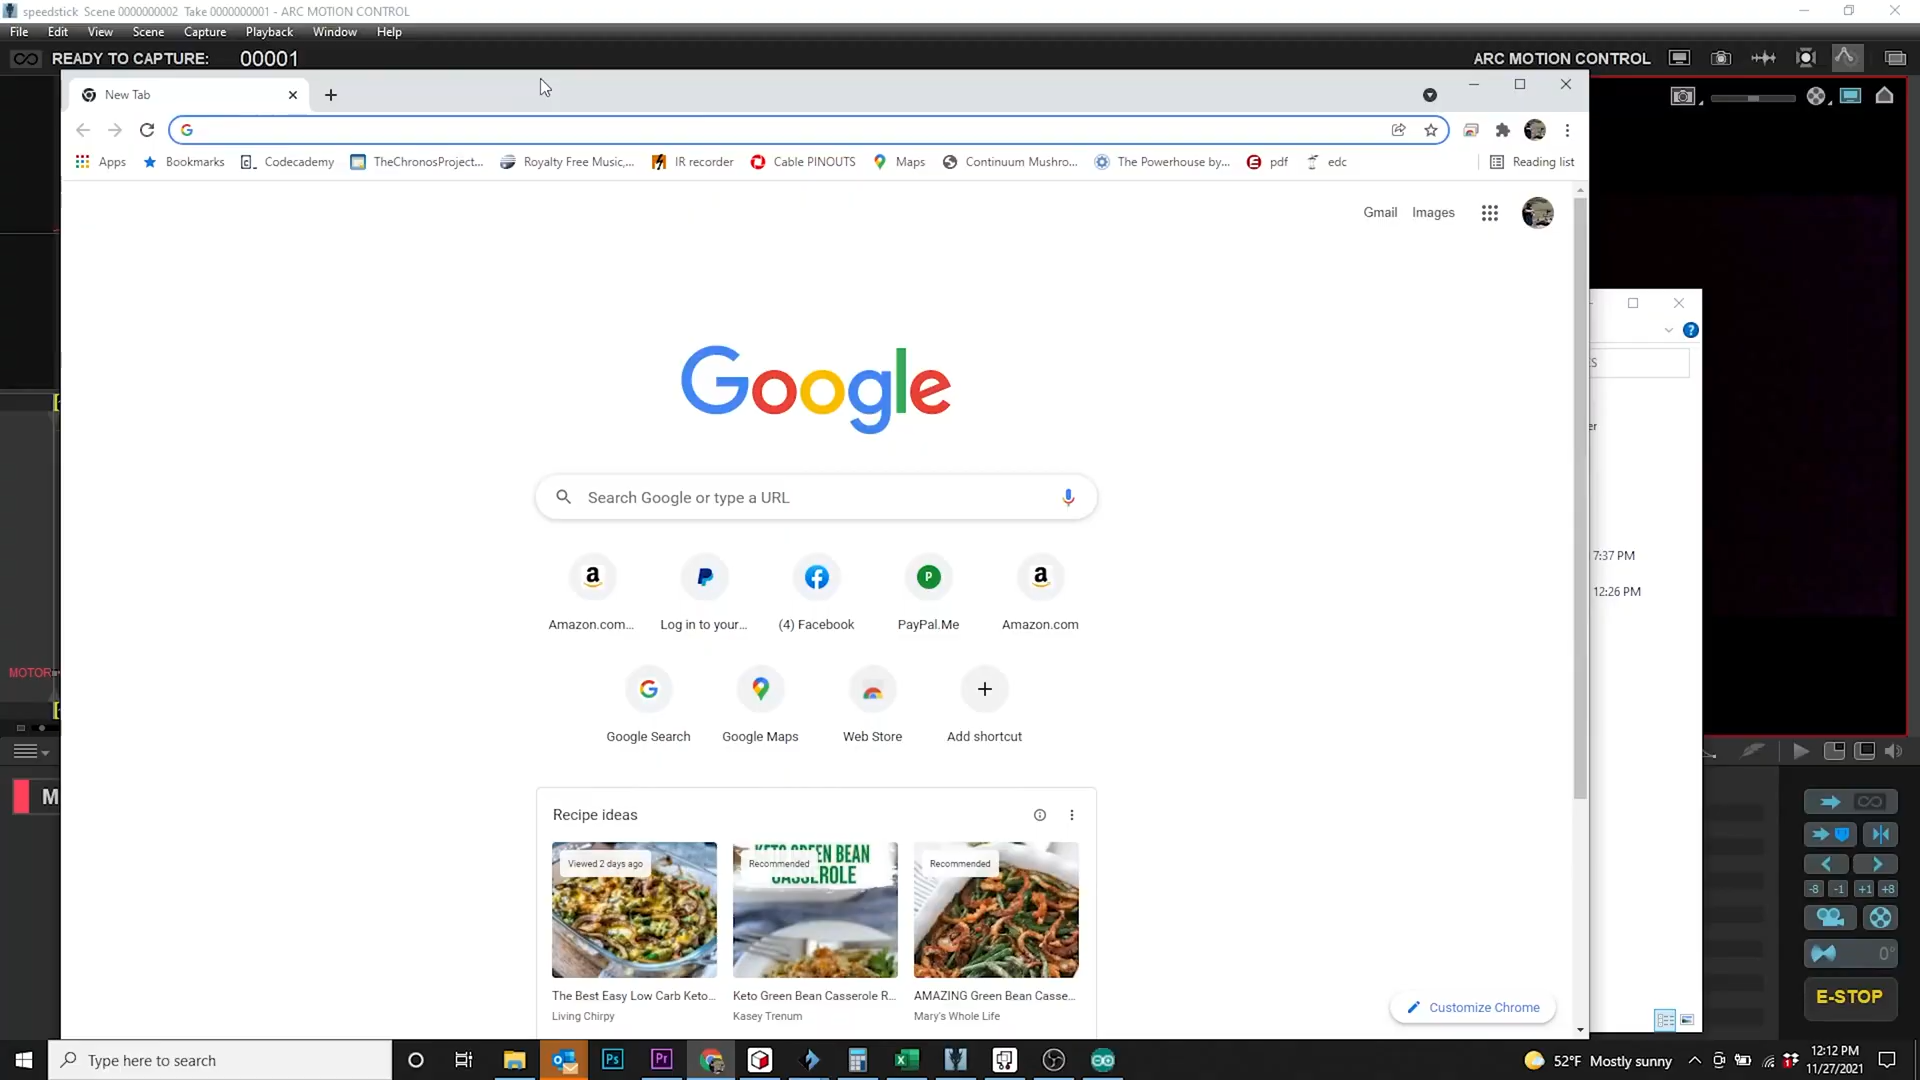 speedstick Scene 0000000002 Take 0000000001 - ARC MOTION CONTROL
File Edit View Scene Capture Playback Window Help
READY TO CAPTURE: 00001 ARC MOTION CONTROL
New Tab
Apps Bookmarks Codecademy TheChronosProject... Royalty Free Music,... IR recorder Cable PINOUTS Maps Continuum Mushro... The Powerhouse by... pdf edc Reading list
Gmail Images
Google
Search Google or type a URL
7:37 PM
12:26 PM
Amazon.com... Log in to your... (4) Facebook PayPal.Me Amazon.com
MOTOR
Google Search Google Maps Web Store Add shortcut
M
Recipe ideas
Viewed 2 days ago Recommended Recommended
KETO GREEN BEAN
CASSEROLE
-8 -1 +1 +8
0°
The Best Easy Low Carb Keto... Keto Green Bean Casserole R... AMAZING Green Bean Casse...
Living Chirpy Kasey Trenum Mary's Whole Life
Customize Chrome
E-STOP
Type here to search
52°F Mostly sunny
12:12 PM
11/27/2021